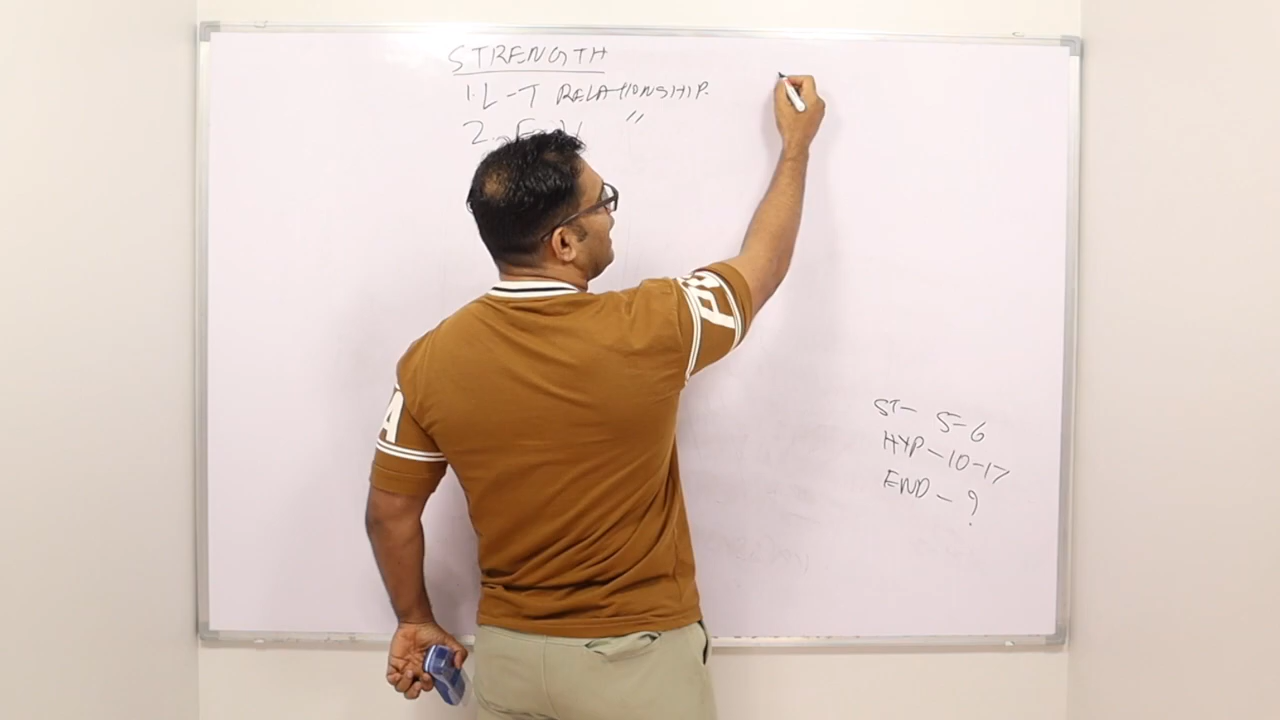 STRENGTH
1. L-T RELATIONSHIP.
2. F-V "
ST- 5-6
HYP-10-17
END - ?